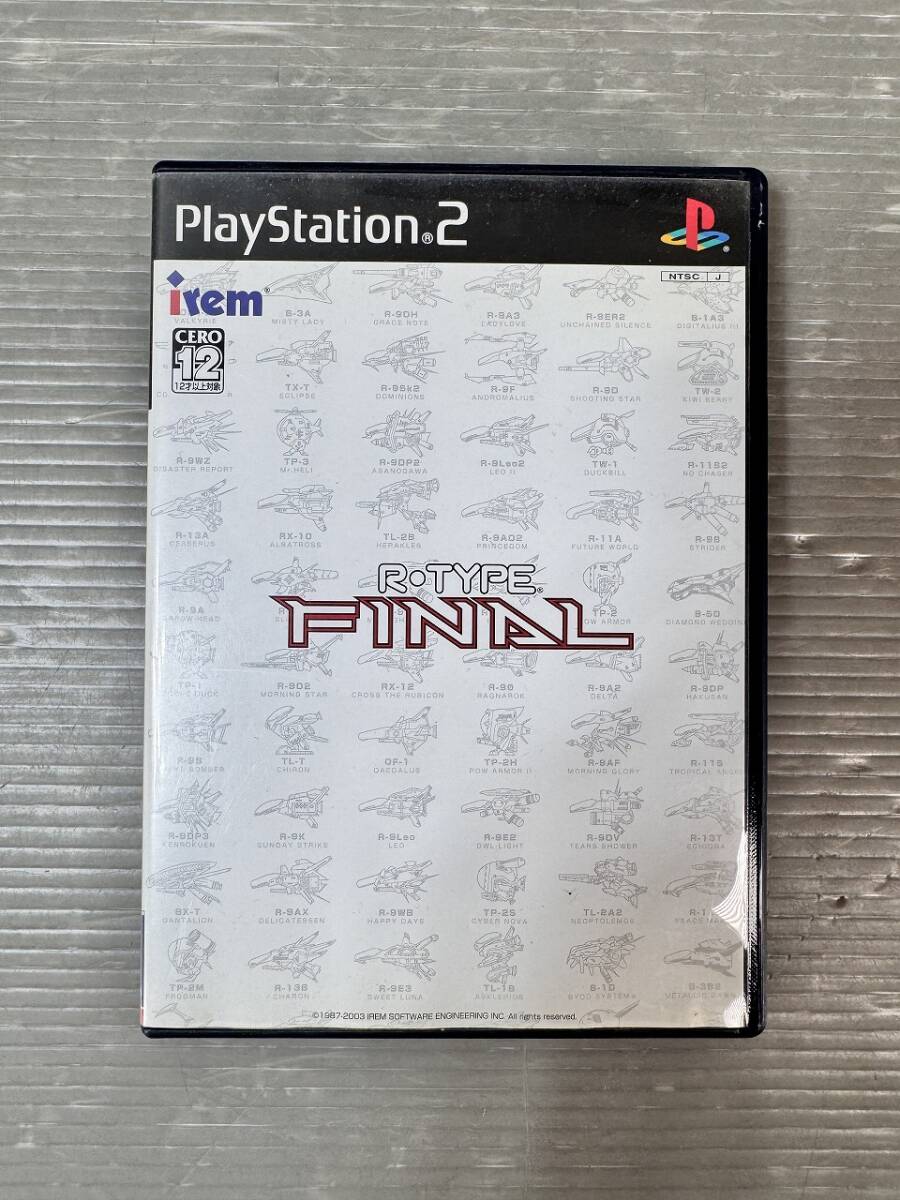 PlayStation®2
NTSC J
irem®
CERO
12
12才以上対象
VALKYRIE
B-3A
MISTY LADY
R-9DH
GRACE NOTE
R-9A3
LADYLOVE
R-9ER2
UNCHAINED SILENCE
B-1A3
DIGITALIUS III
TX-T
ECLIPSE
R-9Sk2
DOMINIONS
R-9F
ANDROMALIUS
R-9D
SHOOTING STAR
TW-2
KIWI BERRY
R-9WZ
DISASTER REPORT
TP-3
Mr.HELI
R-9DP2
ASANOGAWA
R-9Leo2
LEO II
TW-1
DUCKBILL
R-11S2
NO CHASER
R-13A
CERBERUS
RX-10
ALBATROSS
TL-2B
HERAKLES
R-9AD2
PRINCEDOM
R-11A
FUTURE WORLD
R-9B
STRIDER
R-9A
R·TYPE®
FINAL
TP-2
POW ARMOR
B-5D
DIAMOND WEDDING
TP-1
R-9D2
MORNING STAR
RX-12
CROSS THE RUBICON
R-90
RAGNAROK
R-9A2
DELTA
R-9DP
HAKUSAN
R-9S
TL-T
CHIRON
OF-1
DAEDALUS
TP-2H
POW ARMOR II
R-9AF
MORNING GLORY
R-11S
TROPICAL ANGEL
R-9DP3
KENROKUEN
R-9K
SUNDAY STRIKE
R-9Leo
LEO
R-9E2
OWL LIGHT
R-9DV
TEARS SHOWER
R-13T
ECHIDNA
BX-T
DANTALION
R-9AX
DELICATESSEN
R-9WB
HAPPY DAYS
TP-2S
CYBER NOVA
TL-2A2
NEOPTOLEMOS
TP-2M
FROGMAN
R-13B
CHARON
R-9E3
SWEET LUNA
TL-1B
ASKLEPIOS
B-1D
BYDO SYSTEM α
B-3B2
©1987-2003 IREM SOFTWARE ENGINEERING INC. All rights reserved.